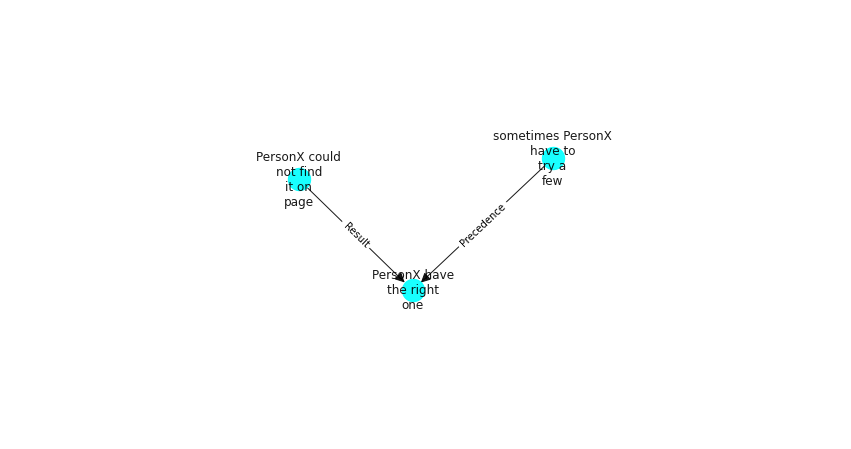 sometimes PersonX
have to
try a
few
PersonX could
not find
it on
page
Precedence
Result
PersonX have
the right
one